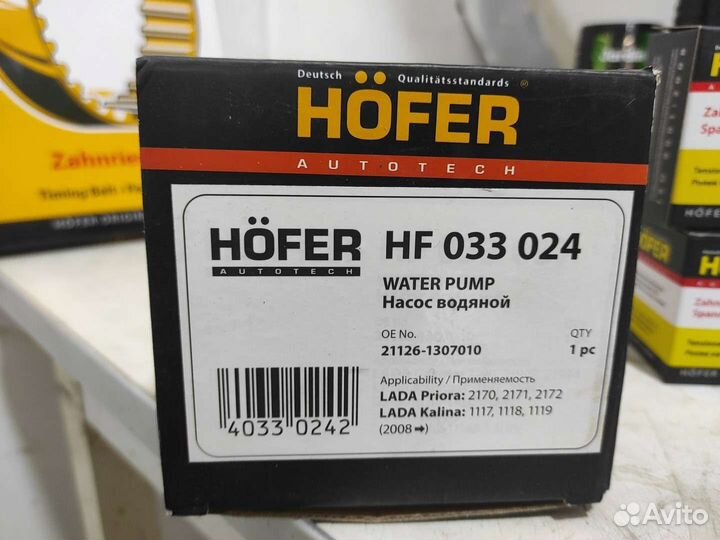 Deutsch Qualitätsstandards ®
HÖFER
AUTOTECH
HÖFER
AUTOTECH
HF 033 024
WATER PUMP
Насос водяной
OE No.
QTY
21126-1307010
1 pc
Applicability / Применяемость
LADA Priora: 2170, 2171, 2172
LADA Kalina: 1117, 1118, 1119
(2008 ➡)
4033 0242
Zahnrie
Timing Belt
HÖFER
HÖFER
Avito